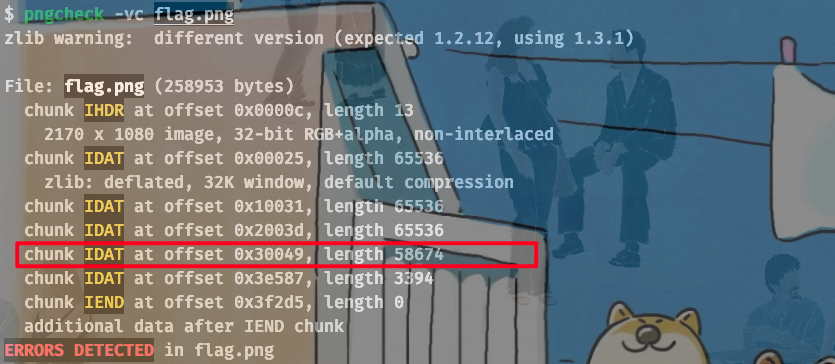 $ pngcheck -vc flag.png
zlib warning:  different version (expected 1.2.12, using 1.3.1)

File: flag.png (258953 bytes)
  chunk IHDR at offset 0x0000c, length 13
    2170 x 1080 image, 32-bit RGB+alpha, non-interlaced
  chunk IDAT at offset 0x00025, length 65536
    zlib: deflated, 32K window, default compression
  chunk IDAT at offset 0x10031, length 65536
  chunk IDAT at offset 0x2003d, length 65536
  chunk IDAT at offset 0x30049, length 58674
  chunk IDAT at offset 0x3e587, length 3394
  chunk IEND at offset 0x3f2d5, length 0
  additional data after IEND chunk
ERRORS DETECTED in flag.png